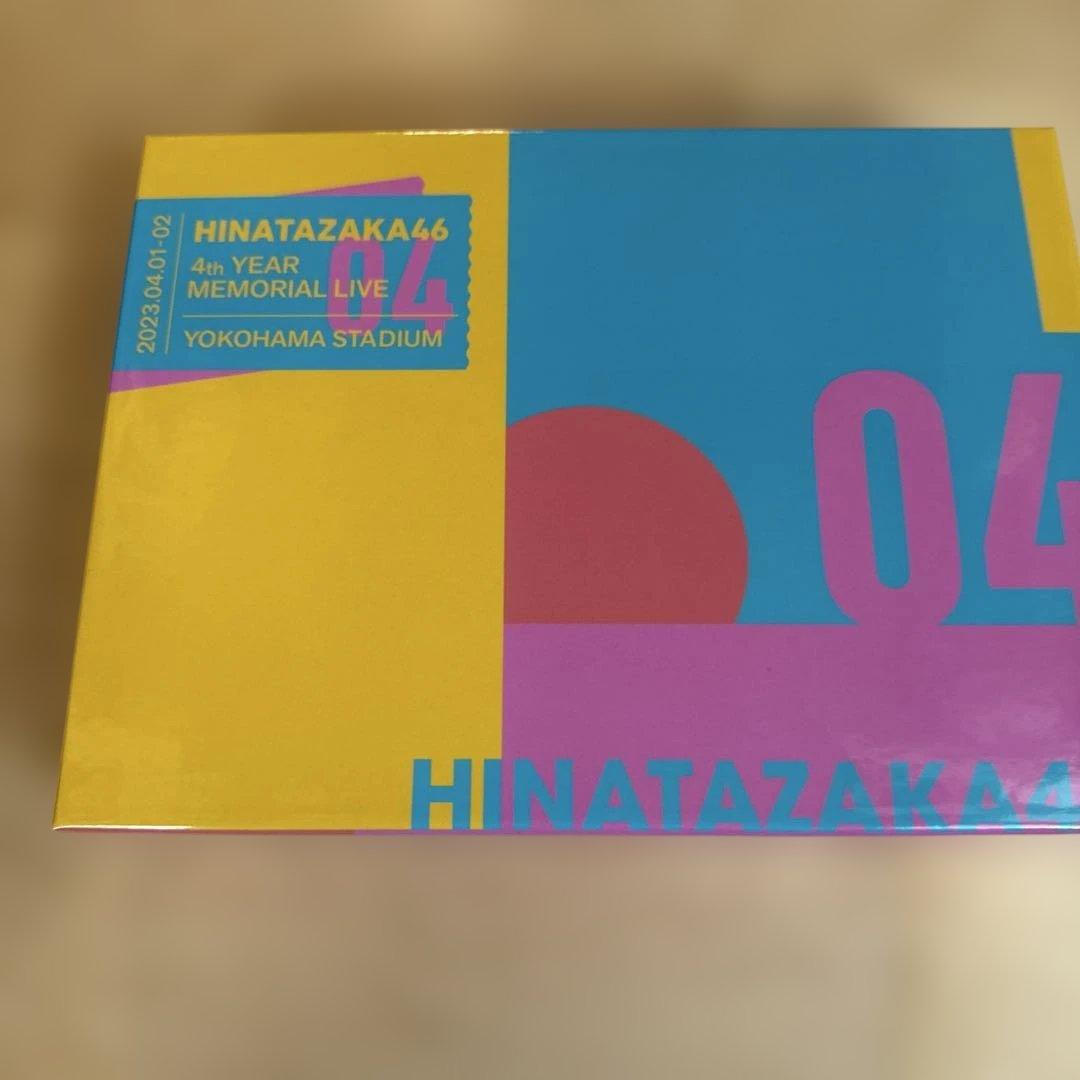 2023.04.01-02
HINATAZAKA46
04
4th YEAR
MEMORIAL LIVE
YOKOHAMA STADIUM
04
HINATAZAKA4